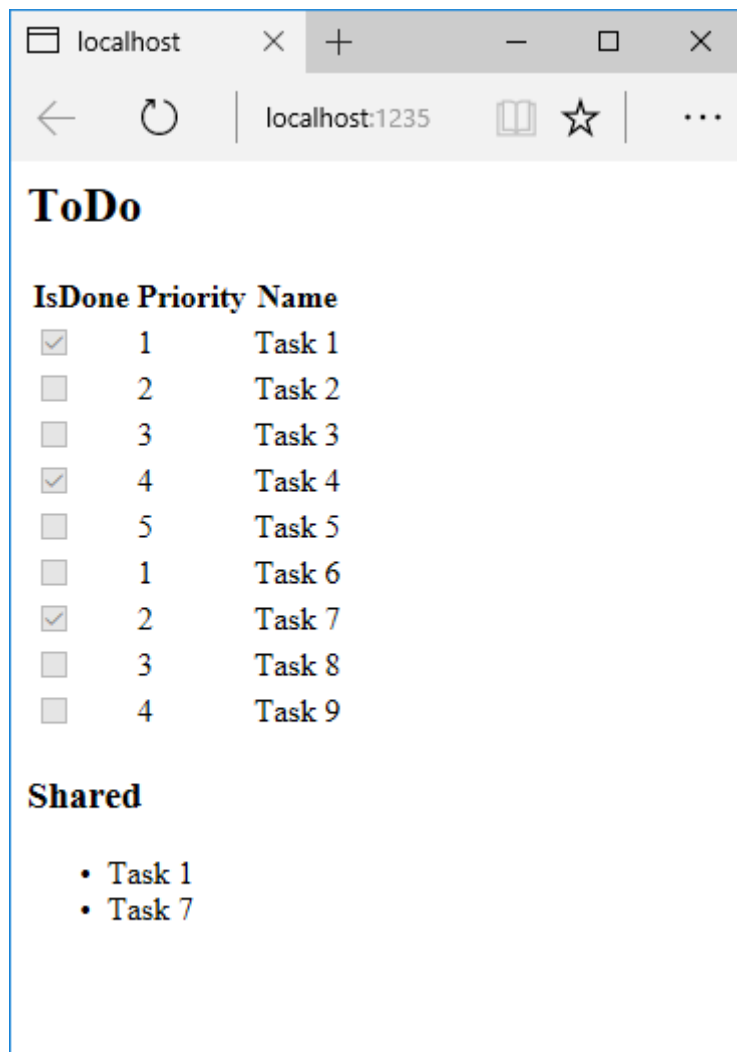 localhost
localhost:1235
ToDo
IsDone Priority Name
1 Task 1
2 Task 2
3 Task 3
4 Task 4
5 Task 5
1 Task 6
2 Task 7
3 Task 8
4 Task 9
Shared
• Task 1
• Task 7